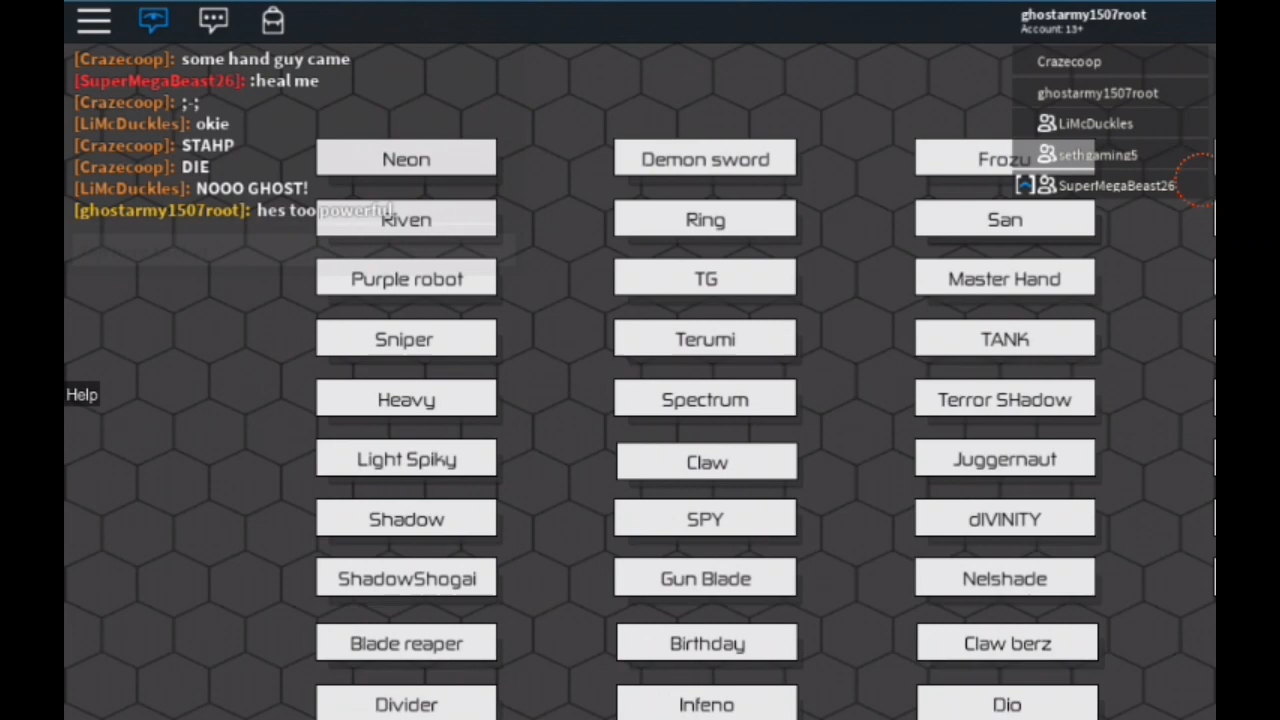 ghostarmy1507root
Account: 13+
[Crazecoop]: some hand guy came
[SuperMegaBeast26]: :heal me
[Crazecoop]: ;-;
[LiMcDuckles]: okie
[Crazecoop]: STAHP
[Crazecoop]: DIE
[LiMcDuckles]: NOOO GHOST!
[ghostarmy1507root]: hes too powerful
Crazecoop
ghostarmy1507root
LiMcDuckles
sethgaming5
SuperMegaBeast26
Neon Demon sword Frozu
Riven Ring San
Purple robot TG Master Hand
Sniper Terumi TANK
Help
Heavy Spectrum Terror SHadow
Light Spiky Claw Juggernaut
Shadow SPY dIVINITY
ShadowShogai Gun Blade Nelshade
Blade reaper Birthday Claw berz
Divider Infeno Dio